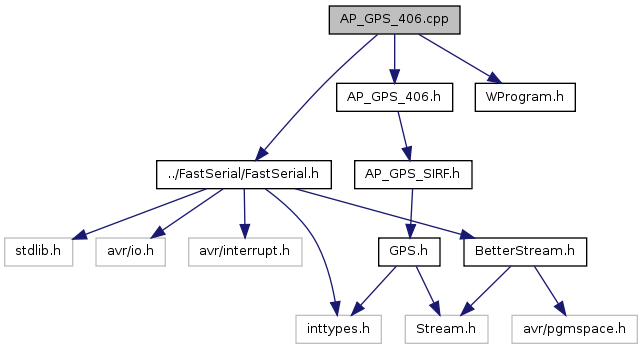 AP_GPS_406.cpp
AP_GPS_406.h
WProgram.h
../FastSerial/FastSerial.h
AP_GPS_SIRF.h
stdlib.h
avr/io.h
avr/interrupt.h
GPS.h
BetterStream.h
inttypes.h
Stream.h
avr/pgmspace.h